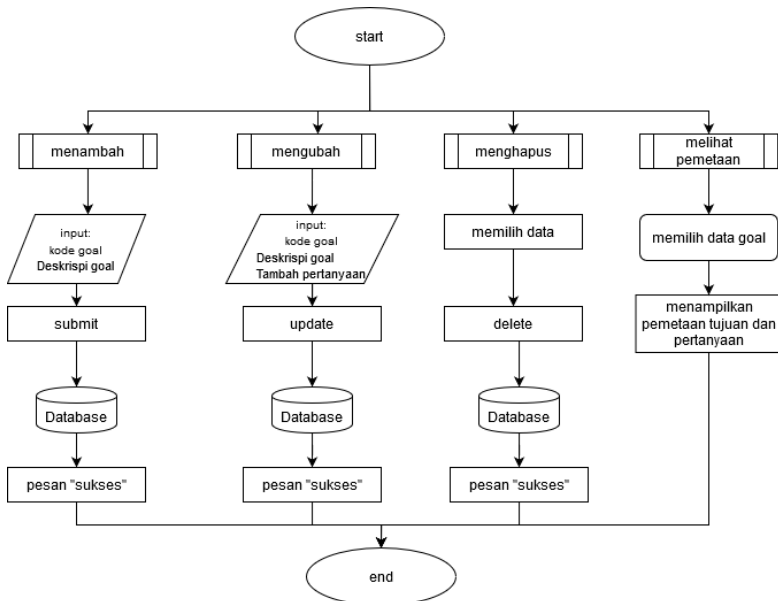 start
menambah
mengubah
menghapus
melihat
pemetaan
input:
kode goal
Deskrispi goal
input:
kode goal
Deskrispi goal
Tambah pertanyaan
memilih data
memilih data goal
submit
update
delete
menampilkan
pemetaan tujuan dan
pertanyaan
Database
Database
Database
pesan "sukses"
pesan "sukses"
pesan "sukses"
end